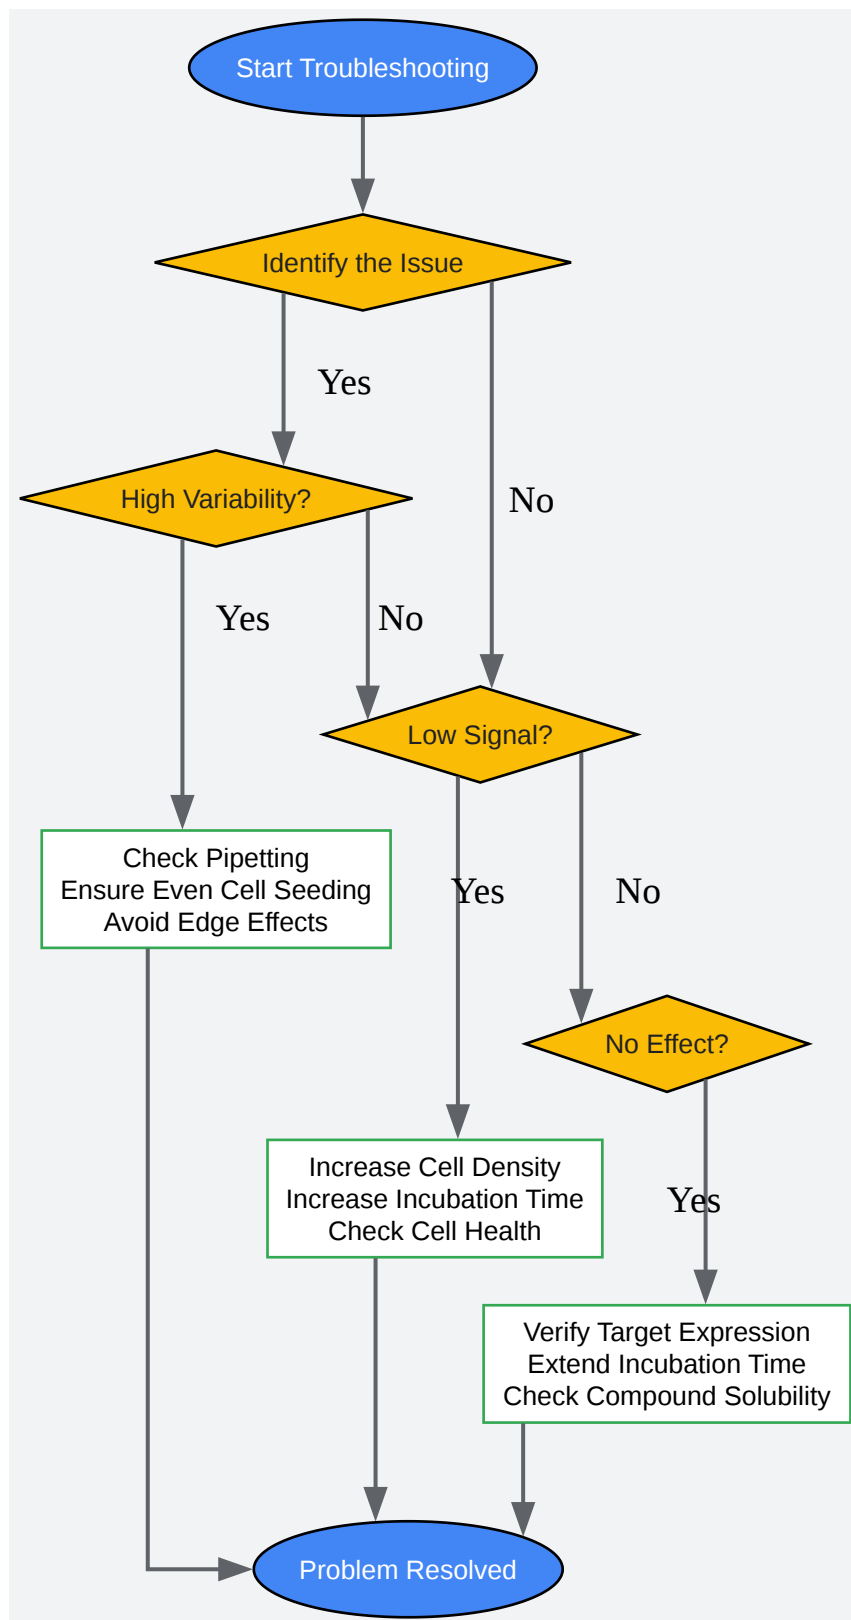 Start Troubleshooting
Identify the Issue
Yes
High Variability?
No
Yes
No
Low Signal?
Check Pipetting
Ensure Even Cell Seeding
Avoid Edge Effects
Yes
No
No Effect?
Increase Cell Density
Increase Incubation Time
Check Cell Health
Yes
Verify Target Expression
Extend Incubation Time
Check Compound Solubility
Problem Resolved